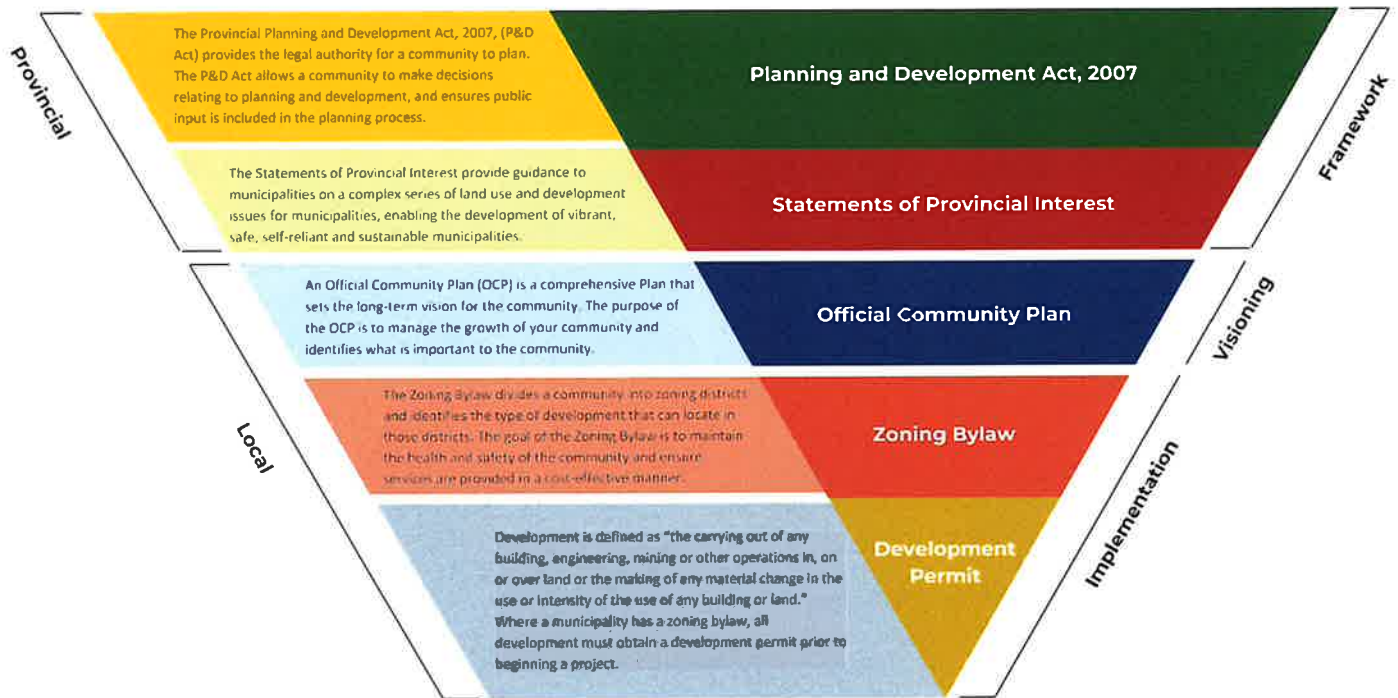 Provincial
The Provincial Planning and Development Act, 2007, (P&D
Act) provides the legal authority for a community to plan.
The P&D Act allows a community to make decisions
relating to planning and development, and ensures public
input is included in the planning process.
Planning and Development Act, 2007
Framework
The Statements of Provincial Interest provide guidance to
municipalities on a complex series of land use and development
issues for municipalities, enabling the development of vibrant,
safe, self-reliant and sustainable municipalities.
Statements of Provincial Interest
Local
An Official Community Plan (OCP) is a comprehensive Plan that
sets the long-term vision for the community. The purpose of
the OCP is to manage the growth of your community and
identifies what is important to the community.
Official Community Plan
Visioning
The Zoning Bylaw divides a community into zoning districts
and identifies the type of development that can locate in
those districts. The goal of the Zoning Bylaw is to maintain
the health and safety of the community and ensure
services are provided in a cost-effective manner.
Zoning Bylaw
Implementation
Development is defined as "the carrying out of any
building, engineering, mining or other operations in, on
or over land or the making of any material change in the
use or intensity of the use of any building or land."
Where a municipality has a zoning bylaw, all
development must obtain a development permit prior to
beginning a project.
Development
Permit